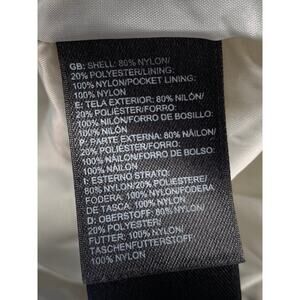 GB: SHELL: 80% NYLON/
20% POLYESTER/LINING:
100% NYLON/POCKET LINING:
100% NYLON
E: TELA EXTERIOR: 80% NILÓN/
20% POLIÉSTER/FORRO:
100% NILÓN/FORRO DE BOSILLO:
100% NILÓN
P: PARTE EXTERNA: 80% NÁILON/
20% POLIÉSTER/FORRO:
100% NÁILON/FORRO DE BOLSO:
100% NÁILON
I: ESTERNO STRATO:
80% NYLON/20% POLIESTERE/
FODERA: 100% NYLON/FODERA
DE TASCA: 100% NYLON
D: OBERSTOFF: 80% NYLON/
20% POLYESTER/
FUTTER: 100% NYLON/
TASCHENFUTTERSTOFF:
100% NYLON